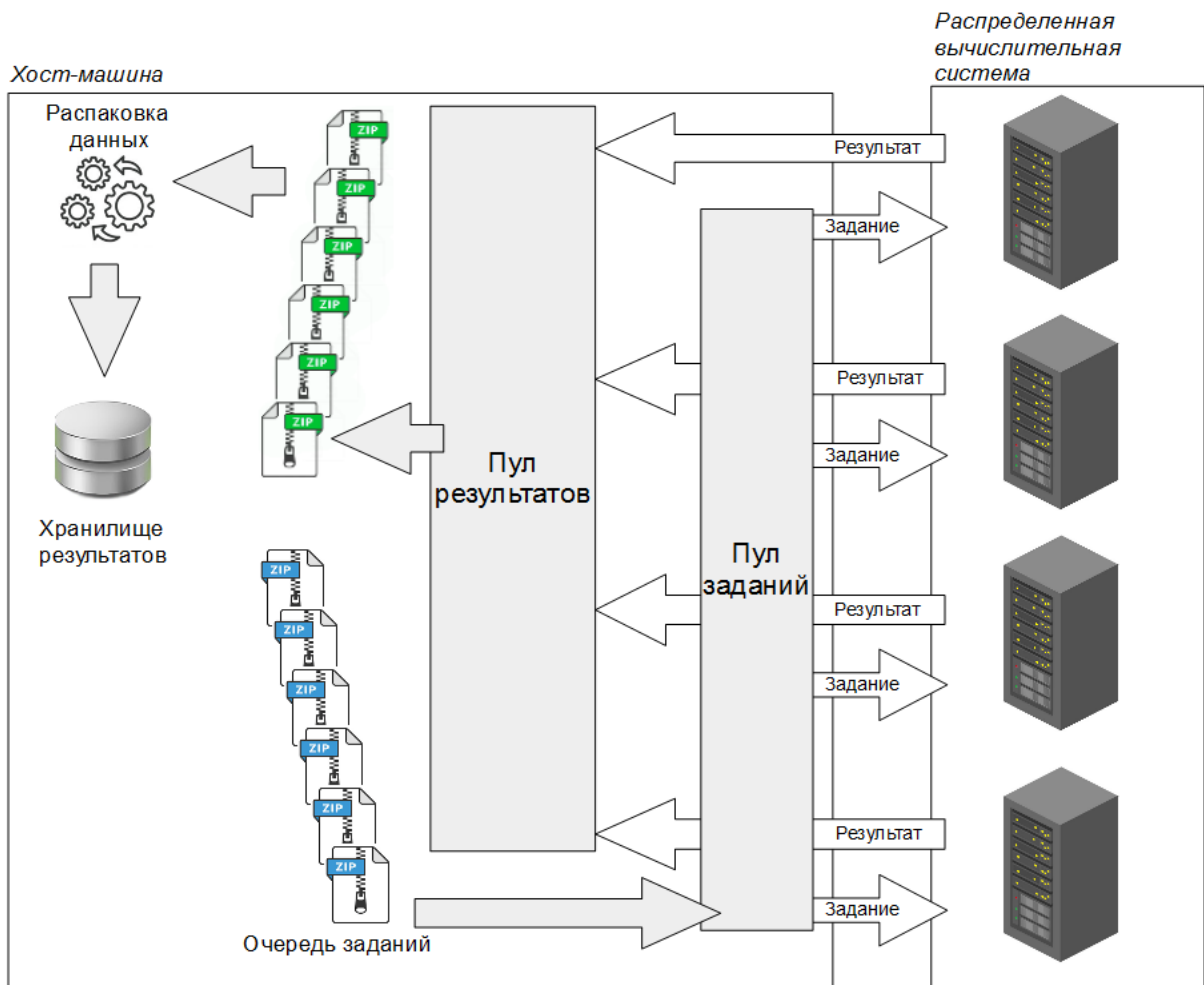 Распределенная
вычислительная
система
Хост-машина
Распаковка
данных
ZIP
ZIP
ZIP
ZIP
ZIP
ZIP
Результат
Задание
Результат
Задание
Пул
результатов
Хранилище
результатов
Пул
заданий
Результат
Задание
ZIP
ZIP
ZIP
ZIP
ZIP
ZIP
Результат
Задание
Очередь заданий